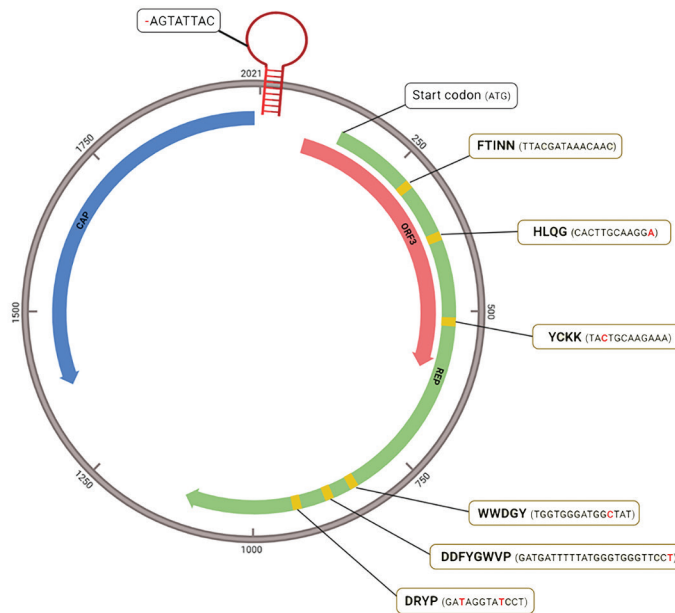 -AGTATTAC
2021
Start codon (ATG)
1750
250
FTINN (TTACGATAAACAAC)
CAP
ORF3
HLQG (CACTTGCAAGGA)
1500
500
YCKK (TACTGCAAGAAA)
REP
1250
750
WWDGY (TGGTGGGATGGCTAT)
1000
DDFYGWVP (GATGATTTTTATGGGTGGGTTCCT)
DRYP (GATAGGTATCCT)